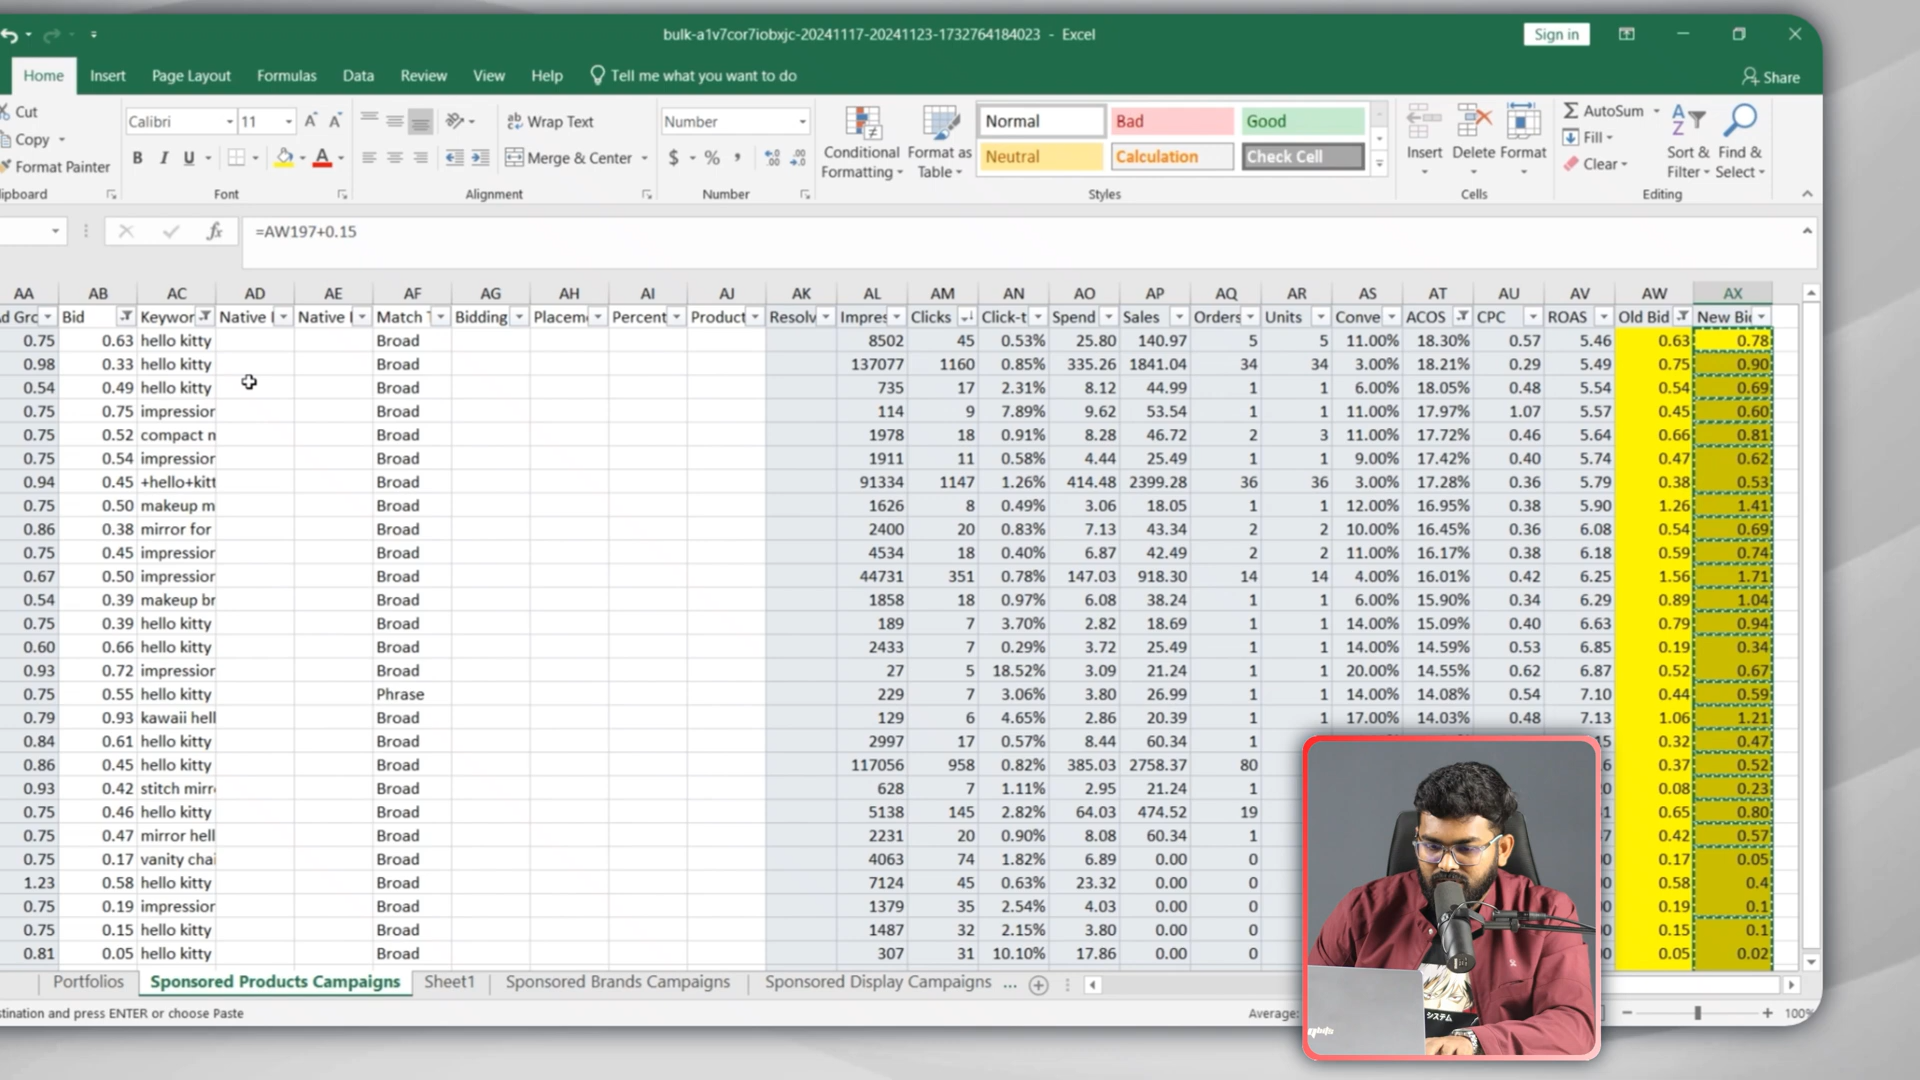 bulk-a1v7cor7iobxjc-20241117-20241123-1732764184023 - Excel
Sign in
Home Insert Page Layout Formulas Data Review View Help Tell me what you want to do
Share
Cut
Copy
Format Painter
Calibri 11
Wrap Text
Merge & Center
Number
$ % ,
Conditional Formatting
Format as Table
Normal Bad Good
Neutral Calculation Check Cell
Insert Delete Format
AutoSum
Fill
Clear
Sort & Filter
Find & Select
Font Alignment Number Styles Cells Editing
=AW197+0.15
AA AB AC AD AE AF AG AH AI AJ AK AL AM AN AO AP AQ AR AS AT AU AV AW AX
d Gro Bid Keywor Native Native Match Bidding Placem Percent Product Resolv Impres Clicks Click-t Spend Sales Orders Units Conve ACOS CPC ROAS Old Bid New Bi
0.75 0.63 hello kitty Broad 8502 45 0.53% 25.80 140.97 5 5 11.00% 18.30% 0.57 5.46 0.63 0.78
0.98 0.33 hello kitty Broad 137077 1160 0.85% 335.26 1841.04 34 34 3.00% 18.21% 0.29 5.49 0.75 0.90
0.54 0.49 hello kitty Broad 735 17 2.31% 8.12 44.99 1 1 6.00% 18.05% 0.48 5.54 0.54 0.69
0.75 0.75 impression Broad 114 9 7.89% 9.62 53.54 1 1 11.00% 17.97% 1.07 5.57 0.45 0.60
0.75 0.52 compact m Broad 1978 18 0.91% 8.28 46.72 2 3 11.00% 17.72% 0.46 5.64 0.66 0.81
0.75 0.54 impression Broad 1911 11 0.58% 4.44 25.49 1 1 9.00% 17.42% 0.40 5.74 0.47 0.62
0.94 0.45 +hello+kitt Broad 91334 1147 1.26% 414.48 2399.28 36 36 3.00% 17.28% 0.36 5.79 0.38 0.53
0.75 0.50 makeup m Broad 1626 8 0.49% 3.06 18.05 1 1 12.00% 16.95% 0.38 5.90 1.26 1.41
0.86 0.38 mirror for Broad 2400 20 0.83% 7.13 43.34 2 2 10.00% 16.45% 0.36 6.08 0.54 0.69
0.75 0.45 impression Broad 4534 18 0.40% 6.87 42.49 2 2 11.00% 16.17% 0.38 6.18 0.59 0.74
0.67 0.50 impression Broad 44731 351 0.78% 147.03 918.30 14 14 4.00% 16.01% 0.42 6.25 1.56 1.71
0.54 0.39 makeup br Broad 1858 18 0.97% 6.08 38.24 1 1 6.00% 15.90% 0.34 6.29 0.89 1.04
0.75 0.39 hello kitty Broad 189 7 3.70% 2.82 18.69 1 1 14.00% 15.09% 0.40 6.63 0.79 0.94
0.60 0.66 hello kitty Broad 2433 7 0.29% 3.72 25.49 1 1 14.00% 14.59% 0.53 6.85 0.19 0.34
0.93 0.72 impression Broad 27 5 18.52% 3.09 21.24 1 1 20.00% 14.55% 0.62 6.87 0.52 0.67
0.75 0.55 hello kitty Phrase 229 7 3.06% 3.80 26.99 1 1 14.00% 14.08% 0.54 7.10 0.44 0.59
0.79 0.93 kawaii hell Broad 129 6 4.65% 2.86 20.39 1 1 17.00% 14.03% 0.48 7.13 1.06 1.21
0.84 0.61 hello kitty Broad 2997 17 0.57% 8.44 60.34 1 15 0.32 0.47
0.86 0.45 hello kitty Broad 117056 958 0.82% 385.03 2758.37 80 6 0.37 0.52
0.93 0.42 stitch mirr Broad 628 7 1.11% 2.95 21.24 1 20 0.08 0.23
0.75 0.46 hello kitty Broad 5138 145 2.82% 64.03 474.52 19 1 0.65 0.80
0.75 0.47 mirror hell Broad 2231 20 0.90% 8.08 60.34 1 7 0.42 0.57
0.75 0.17 vanity chai Broad 4063 74 1.82% 6.89 0.00 0 0 0.17 0.05
1.23 0.58 hello kitty Broad 7124 45 0.63% 23.32 0.00 0 0 0.58 0.4
0.75 0.19 impression Broad 1379 35 2.54% 4.03 0.00 0 0 0.19 0.1
0.75 0.15 hello kitty Broad 1487 32 2.15% 3.80 0.00 0 0 0.15 0.1
0.81 0.05 hello kitty Broad 307 31 10.10% 17.86 0.00 0 0 0.05 0.02
Portfolios Sponsored Products Campaigns Sheet1 Sponsored Brands Campaigns Sponsored Display Campaigns ...
stination and press ENTER or choose Paste
Average:
100%
システム